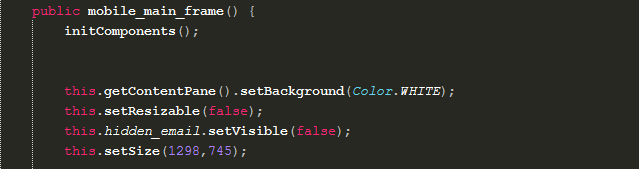 public mobile_main_frame() {
initComponents();
this.getContentPane().setBackground(Color.WHITE);
this.setResizable(false);
this.hidden_email.setVisible(false);
this.setSize(1298,745);